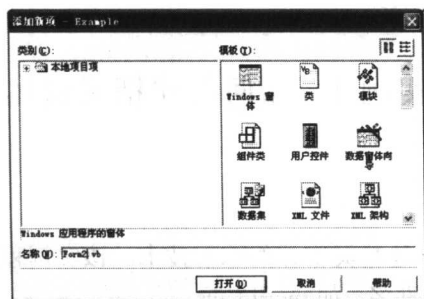 添加新项 - Example
类别(C):
模板(T):
本地项目项
Windows 窗体
类
模块
组件类
用户控件
数据窗体向
数据集
XML 文件
XML 架构
Windows 应用程序的窗体
名称(N): Form2.vb
打开(O)
取消
帮助